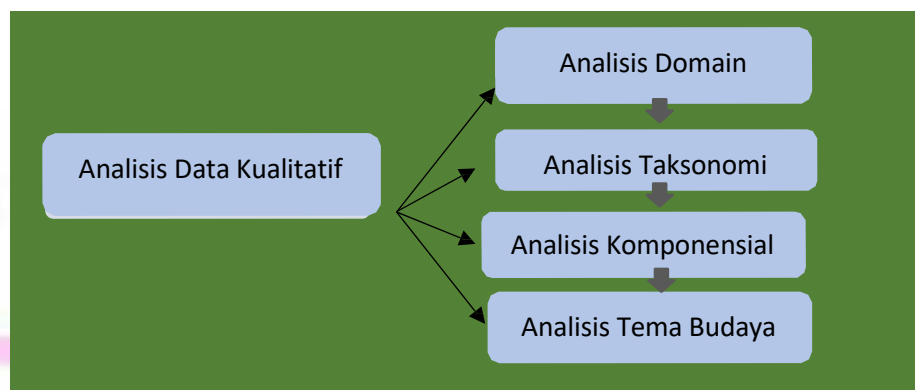 Analisis Domain
Analisis Data Kualitatif
Analisis Taksonomi
Analisis Komponensial
Analisis Tema Budaya